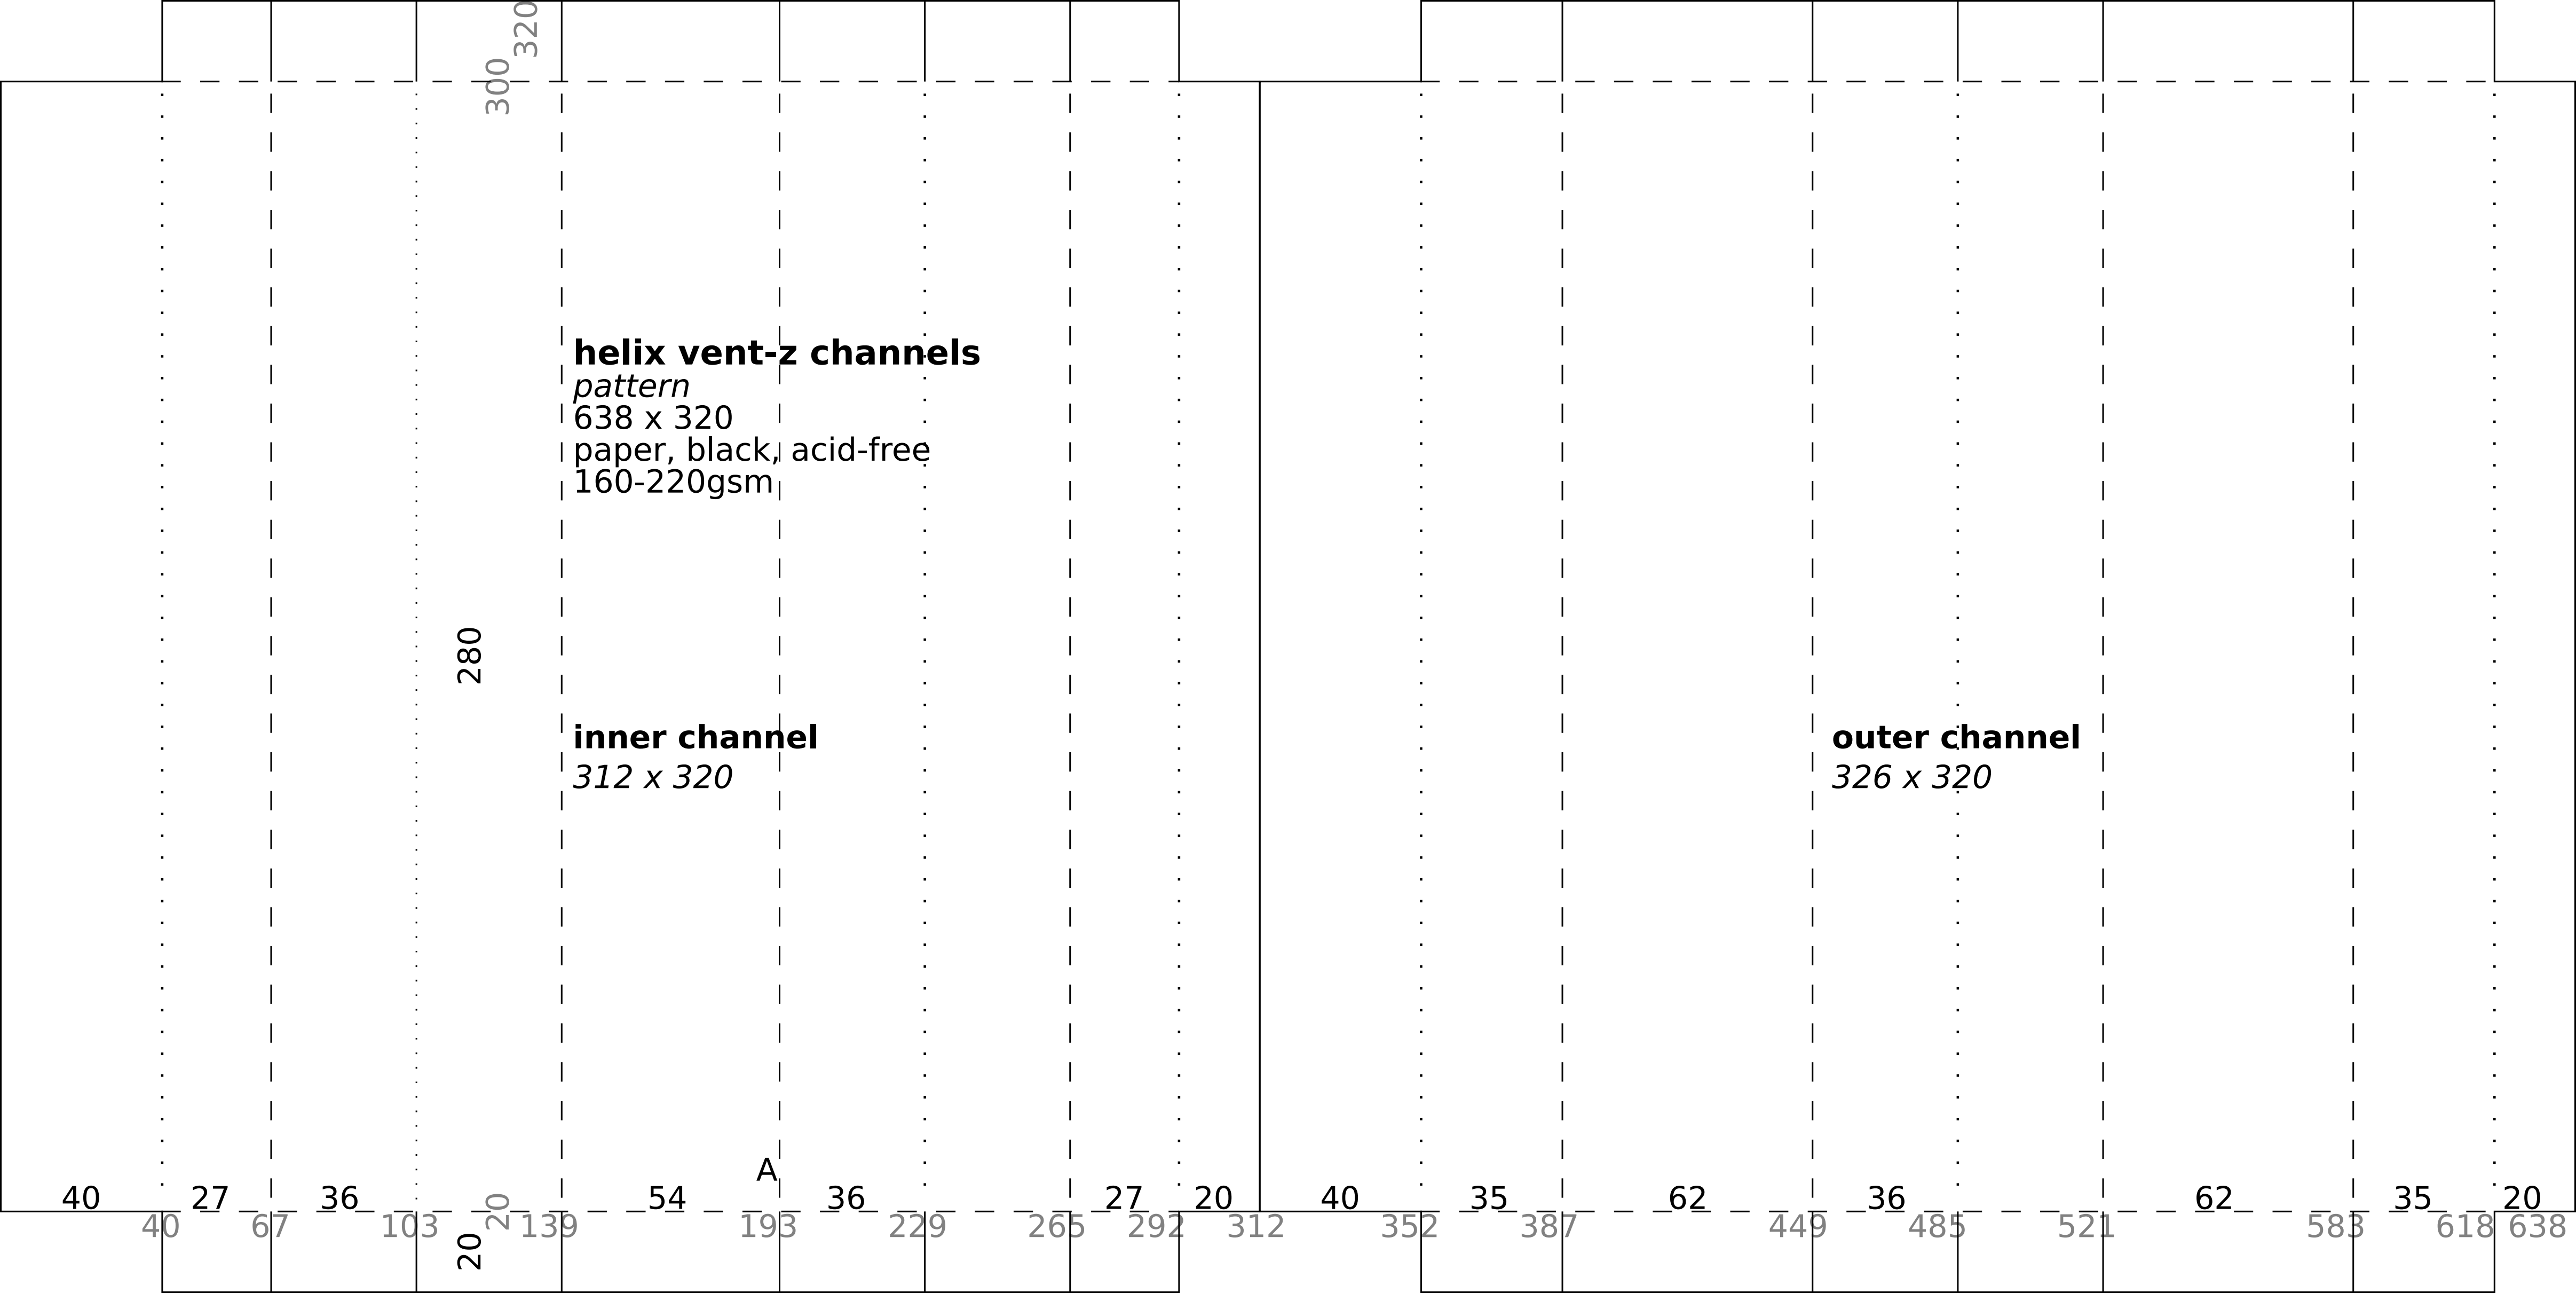 320
300
helix vent-z channels
pattern
638 x 320
paper, black, acid-free
160-220gsm
280
inner channel
312 x 320
outer channel
326 x 320
A
40 27 36 54 36 27 20 40 35 62 36 62 35 20
20
40 67 103 139 193 229 265 292 312 352 387 449 485 521 583 618 638
20